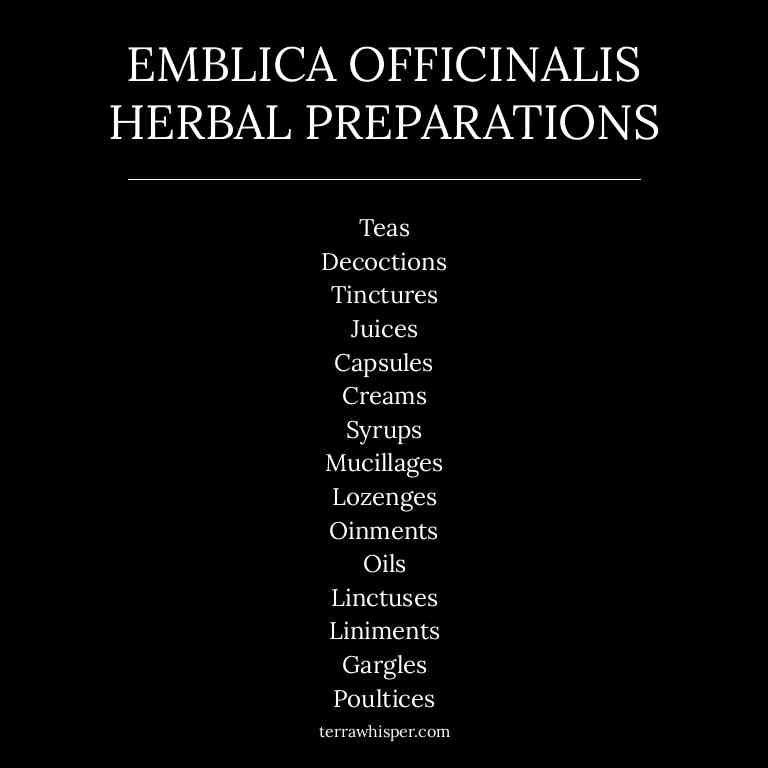 EMBLICA OFFICINALIS
HERBAL PREPARATIONS
Teas
Decoctions
Tinctures
Juices
Capsules
Creams
Syrups
Mucillages
Lozenges
Oinments
Oils
Linctuses
Liniments
Gargles
Poultices
terrawhisper.com